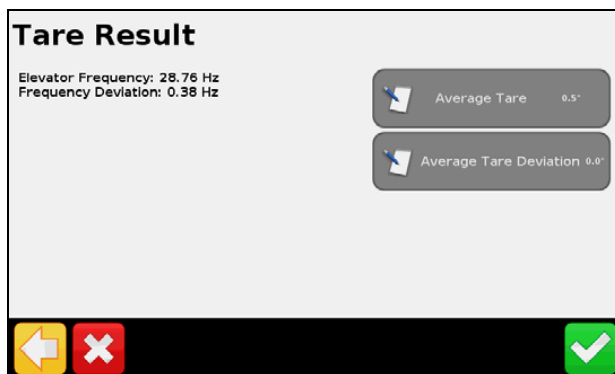 Tare Result
Elevator Frequency: 28.76 Hz
Frequency Deviation: 0.38 Hz
Average Tare 0.5"
Average Tare Deviation 0.0"